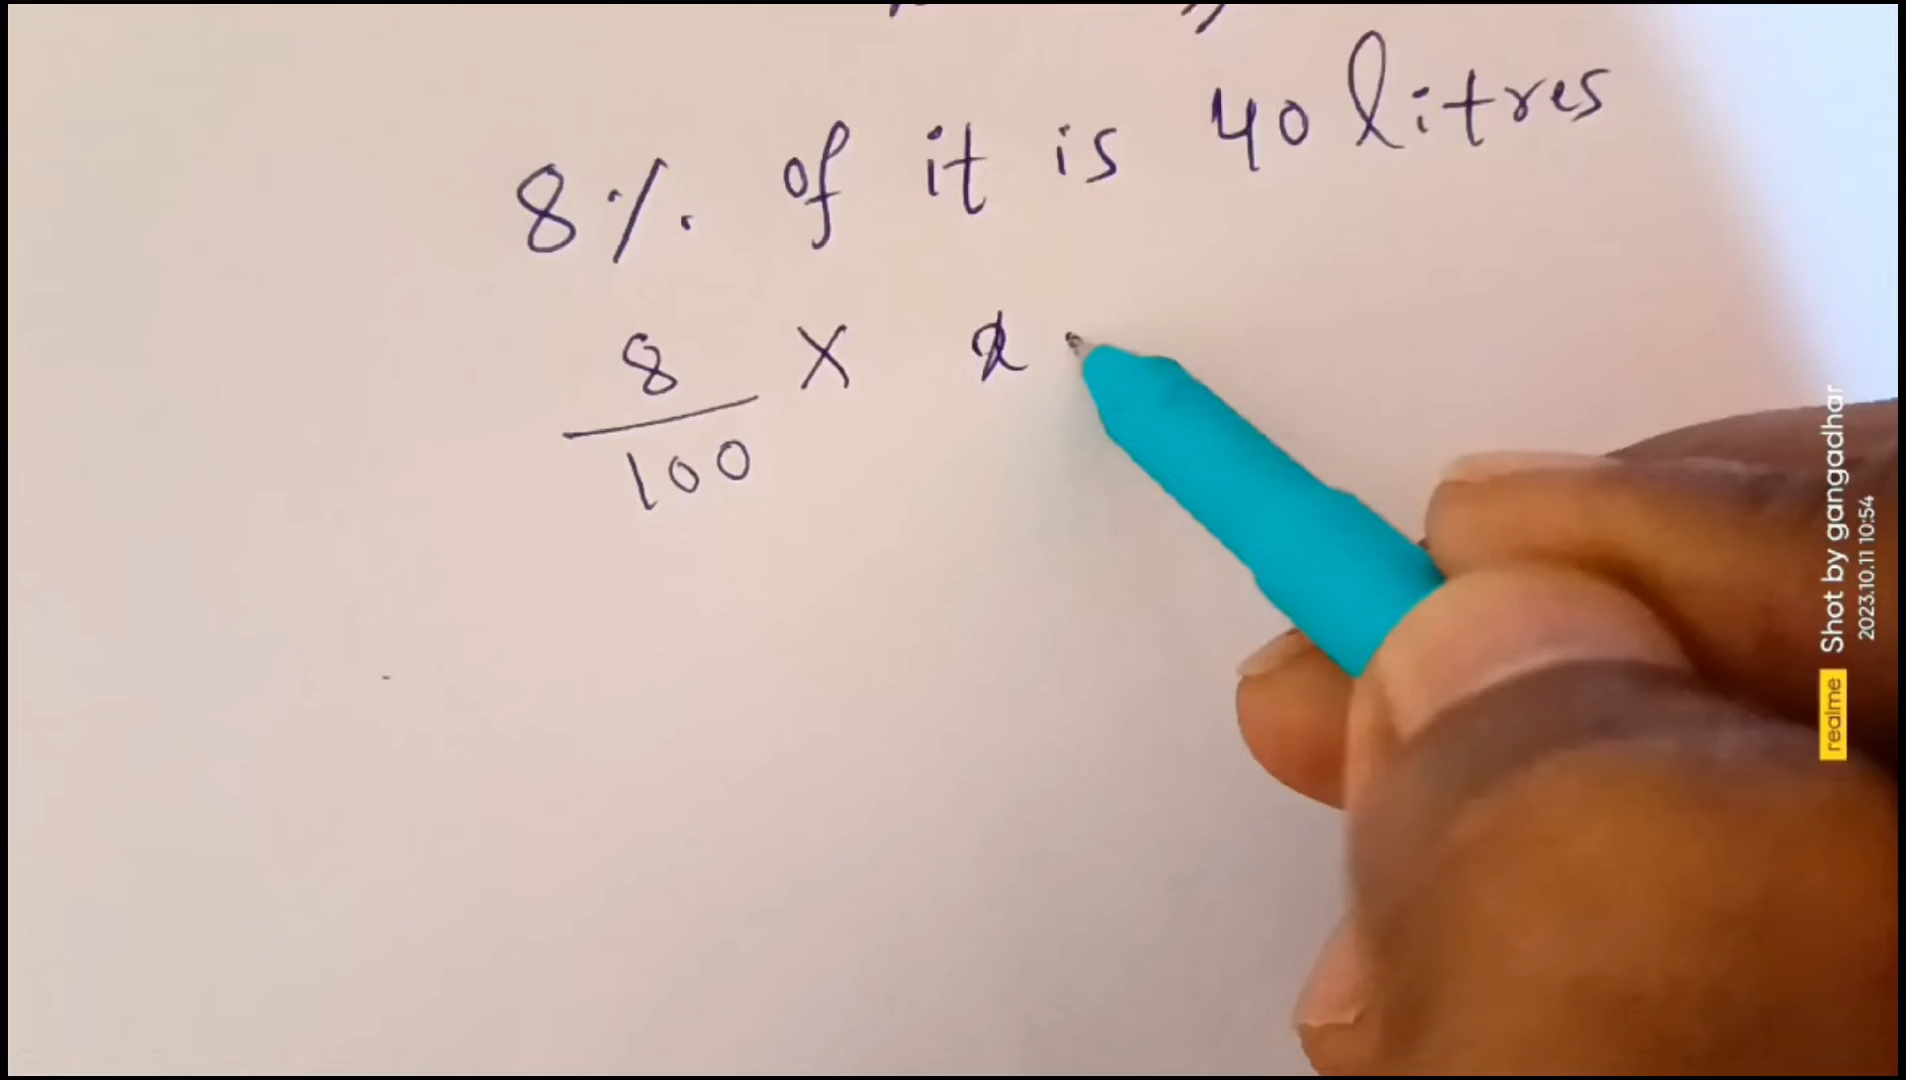 8% of it is 40 litres
8/100 X x
realme Shot by gangadhar
2023.10.11 10:54